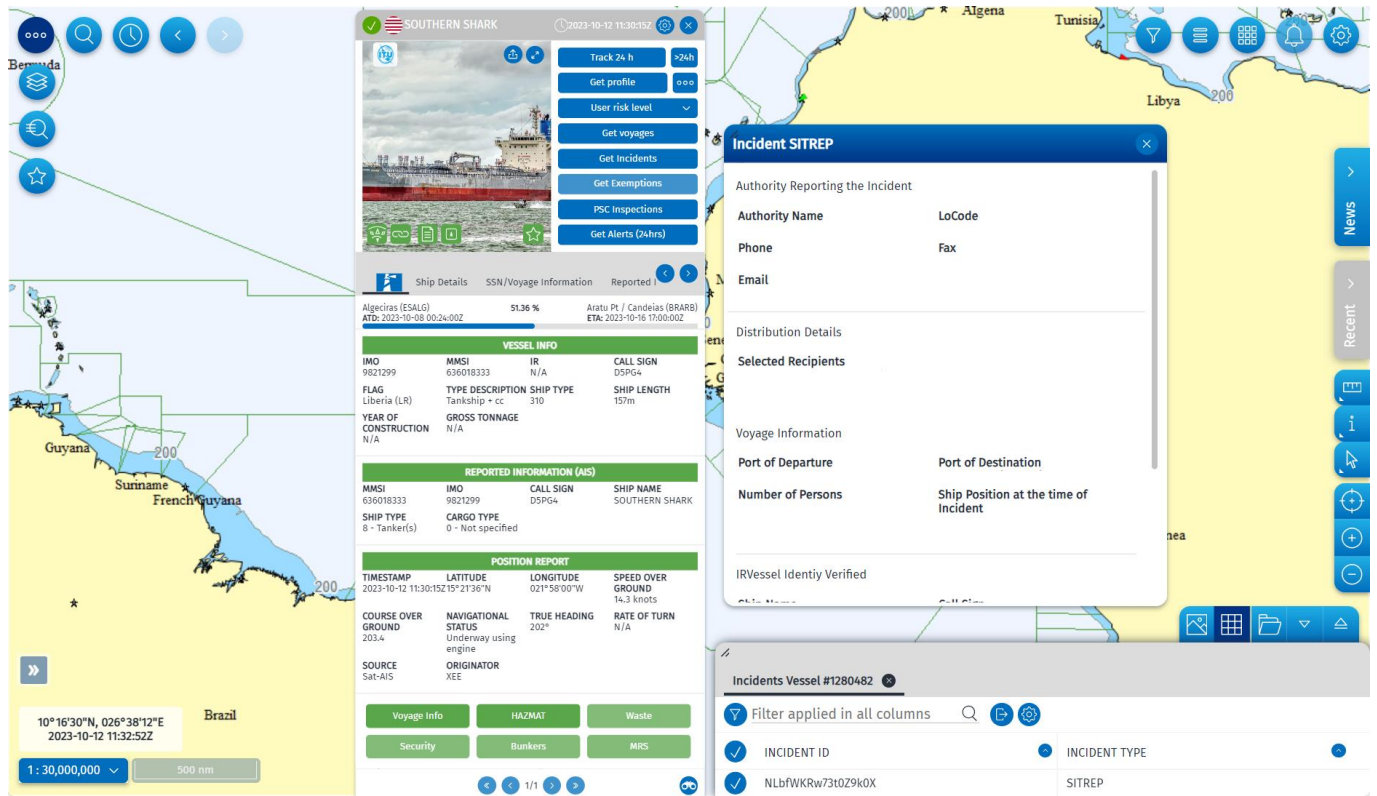 200
Algeria
Tunisia
Libya
200
SOUTHERN SHARK
2023-10-12 11:30:15Z
itu
Track 24 h
>24h
Get profile
User risk level
Get voyages
Get Incidents
Get Exemptions
PSC Inspections
Get Alerts (24hrs)
Ship Details SSN/Voyage Information Reported I
Algeciras (ESALG) 51.36 % Aratu Pt / Candeias (BRARB)
ATD: 2023-10-08 00:24:00Z ETA: 2023-10-16 17:00:00Z
VESSEL INFO
IMO MMSI IR CALL SIGN
9821299 636018333 N/A D5PG4
FLAG TYPE DESCRIPTION SHIP TYPE SHIP LENGTH
Liberia (LR) Tankship + cc 310 157m
YEAR OF CONSTRUCTION GROSS TONNAGE
N/A N/A
REPORTED INFORMATION (AIS)
MMSI IMO CALL SIGN SHIP NAME
636018333 9821299 D5PG4 SOUTHERN SHARK
SHIP TYPE CARGO TYPE
8 - Tanker(s) 0 - Not specified
POSITION REPORT
TIMESTAMP LATITUDE LONGITUDE SPEED OVER GROUND
2023-10-12 11:30:15Z 15°21'36"N 021°58'00"W 14.3 knots
COURSE OVER GROUND NAVIGATIONAL STATUS TRUE HEADING RATE OF TURN
203.4 Underway using engine 202° N/A
SOURCE ORIGINATOR
Sat-AIS XEE
Voyage Info HAZMAT Waste
Security Bunkers MRS
1/1
Incident SITREP
Authority Reporting the Incident
Authority Name LoCode
Phone Fax
Email
Distribution Details
Selected Recipients
Voyage Information
Port of Departure Port of Destination
Number of Persons Ship Position at the time of
Incident
IRVessel Identiy Verified
Ship Name Call Sign
News
Recent
Incidents Vessel #1280482
Filter applied in all columns
INCIDENT ID INCIDENT TYPE
NLbfWKRw73t0Z9k0X SITREP
Bermuda
Guyana
200
Suriname
French Guyana
200
Brazil
10°16'30"N, 026°38'12"E
2023-10-12 11:32:52Z
1 : 30,000,000
500 nm